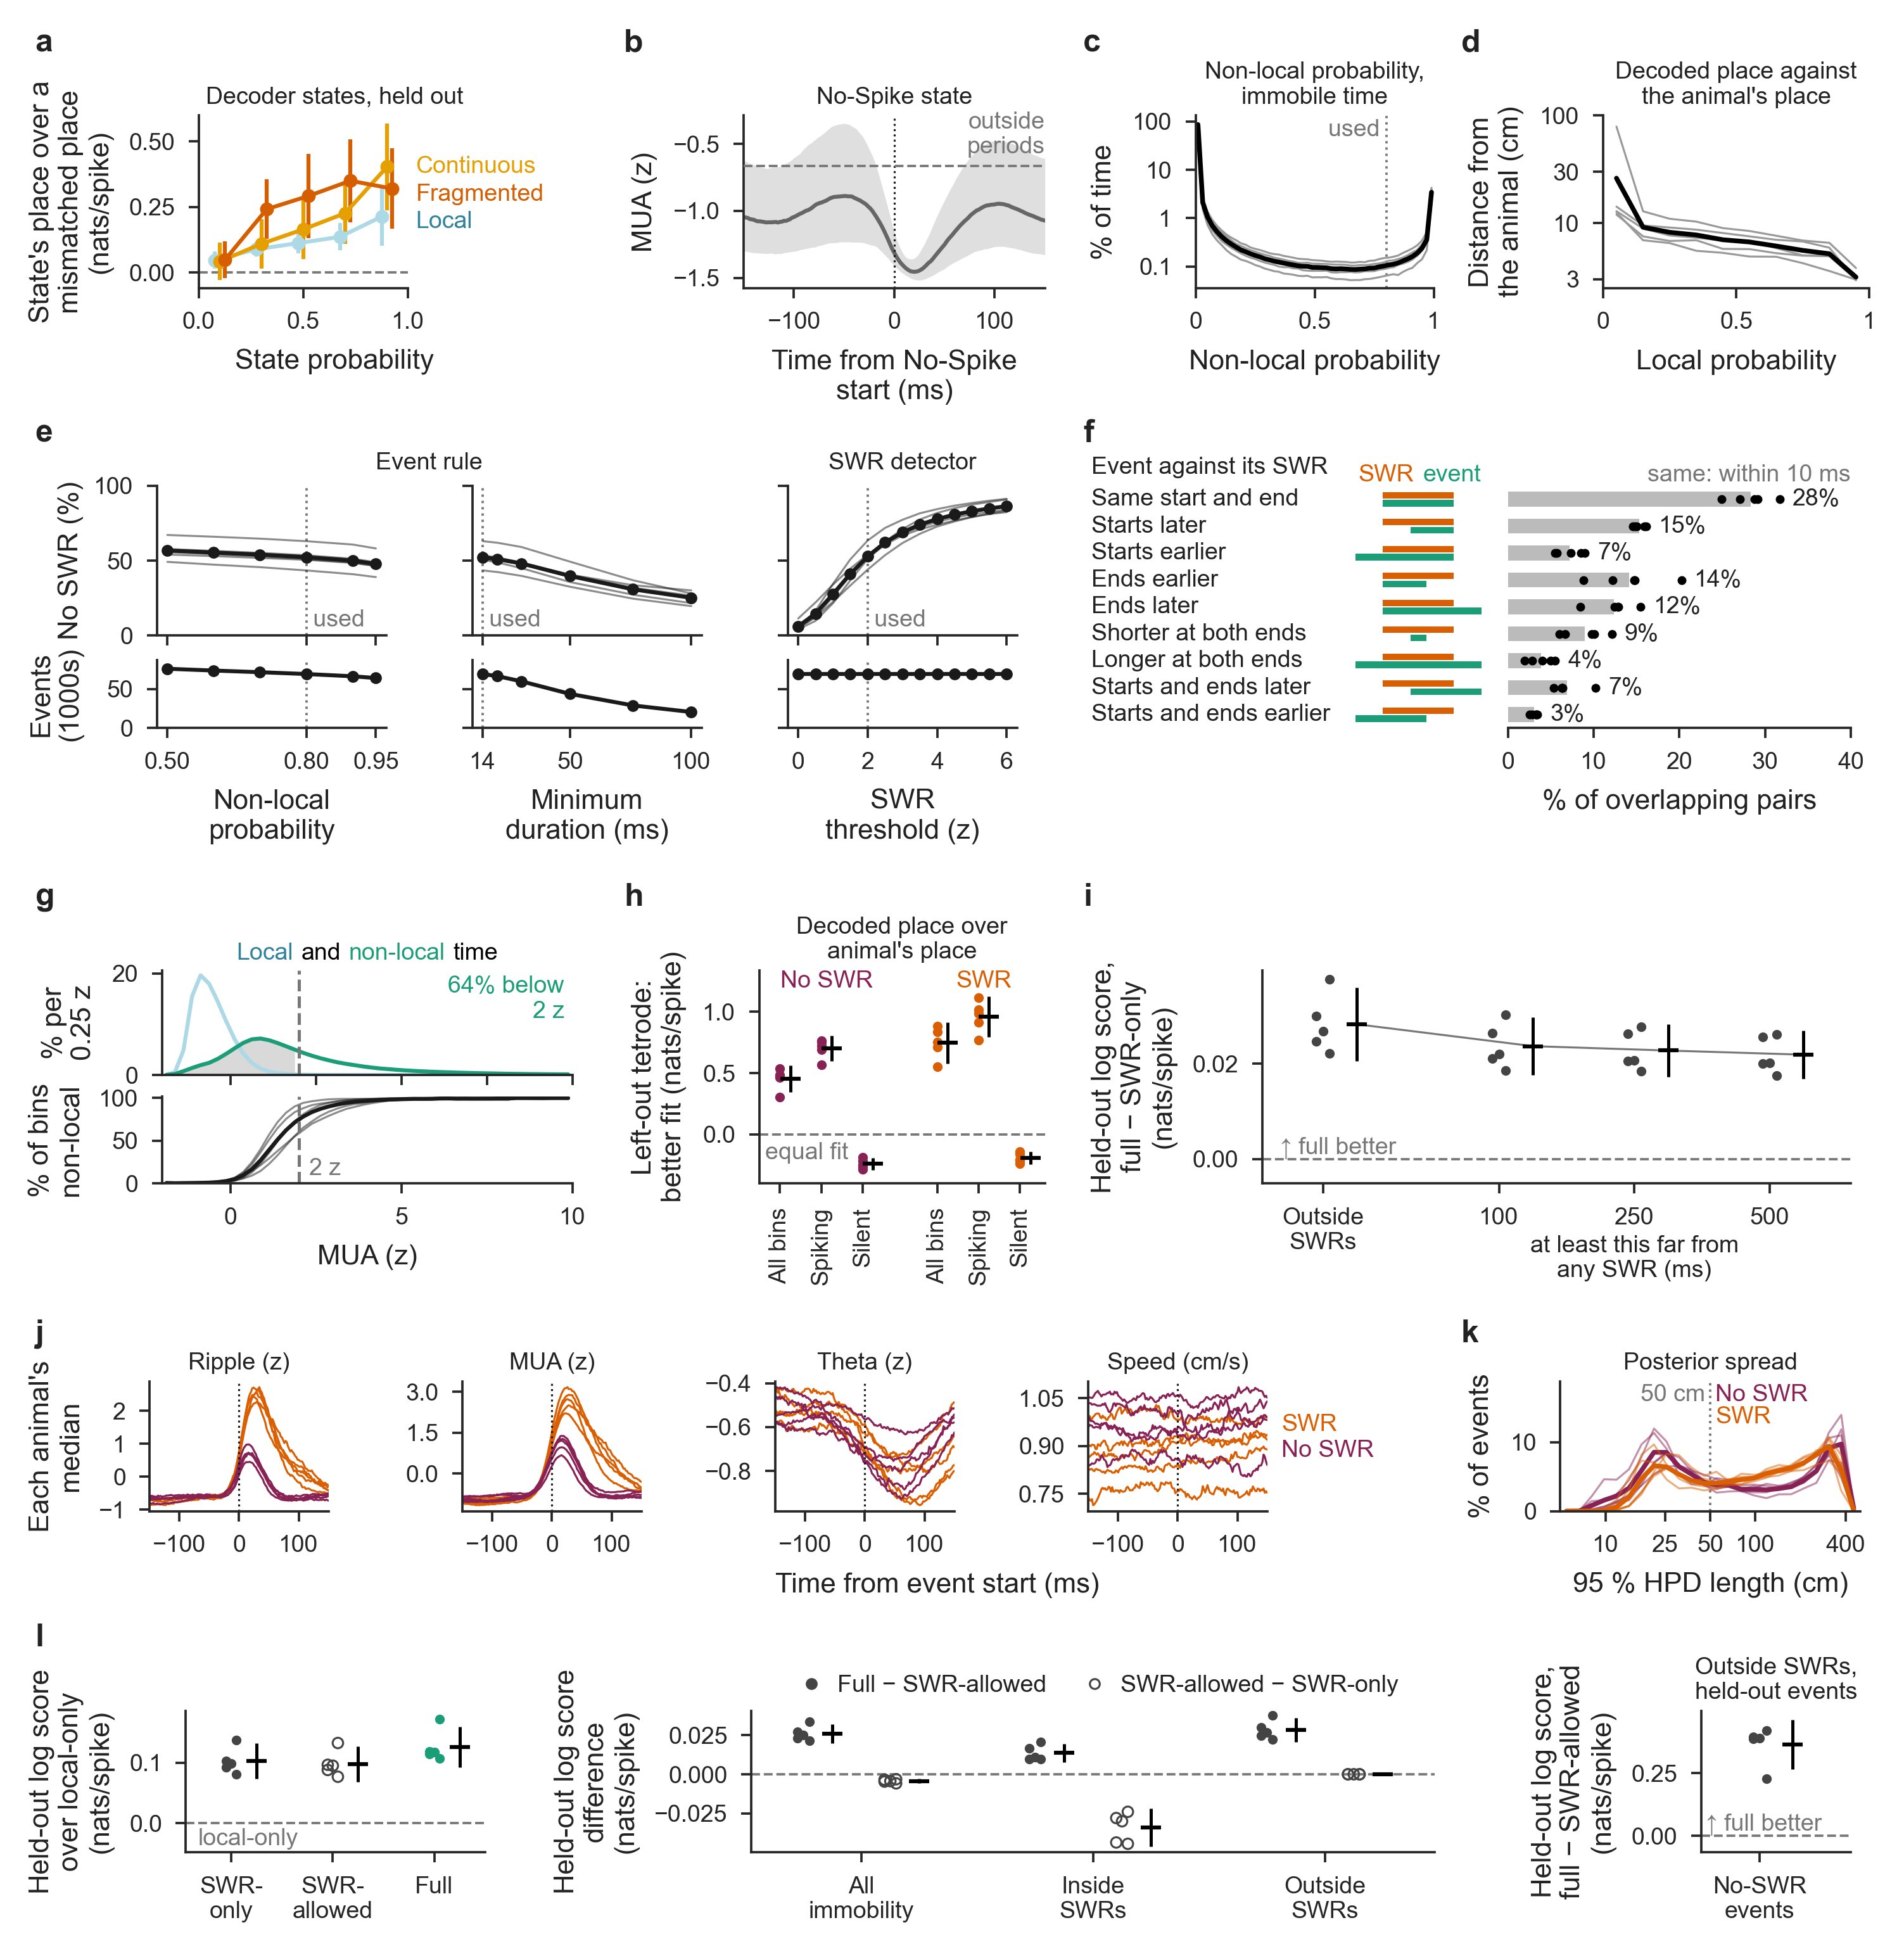 a
Decoder states, held out
State's place over a
mismatched place
(nats/spike)
0.50
0.25
0.00
0.0 0.5 1.0
State probability
Continuous
Fragmented
Local
b
No-Spike state
outside
periods
MUA (z)
−0.5
−1.0
−1.5
−100 0 100
Time from No-Spike
start (ms)
c
Non-local probability,
immobile time
used
% of time
100
10
1
0.1
0 0.5 1
Non-local probability
d
Decoded place against
the animal's place
Distance from
the animal (cm)
100
30
10
3
0 0.5 1
Local probability
e
Event rule
SWR detector
No SWR (%)
100
50
0
used
used
used
Events
(1000s)
50
0
0.50 0.80 0.95
Non-local
probability
14 50 100
Minimum
duration (ms)
0 2 4 6
SWR
threshold (z)
f
Event against its SWR
SWR event
same: within 10 ms
Same start and end 28%
Starts later 15%
Starts earlier 7%
Ends earlier 14%
Ends later 12%
Shorter at both ends 9%
Longer at both ends 4%
Starts and ends later 7%
Starts and ends earlier 3%
0 10 20 30 40
% of overlapping pairs
g
Local and non-local time
64% below
2 z
% per
0.25 z
20
0
% of bins
non-local
100
50
0
2 z
0 5 10
MUA (z)
h
Decoded place over
animal's place
No SWR SWR
Left-out tetrode:
better fit (nats/spike)
1.0
0.5
0.0
equal fit
All bins
Spiking
Silent
All bins
Spiking
Silent
i
Held-out log score,
full − SWR-only
(nats/spike)
0.02
0.00
↑ full better
Outside
SWRs
100 250 500
at least this far from
any SWR (ms)
j
Each animal's
median
Ripple (z)
2
1
0
−1
−100 0 100
MUA (z)
3.0
1.5
0.0
−100 0 100
Theta (z)
−0.4
−0.6
−0.8
−100 0 100
Speed (cm/s)
1.05
0.90
0.75
−100 0 100
SWR
No SWR
Time from event start (ms)
k
Posterior spread
50 cm
No SWR
SWR
% of events
10
0
10 25 50 100 400
95 % HPD length (cm)
l
Held-out log score
over local-only
(nats/spike)
0.1
0.0
local-only
SWR-
only
SWR-
allowed
Full
Full − SWR-allowed
SWR-allowed − SWR-only
Held-out log score
difference
(nats/spike)
0.025
0.000
−0.025
All
immobility
Inside
SWRs
Outside
SWRs
Outside SWRs,
held-out events
Held-out log score,
full − SWR-allowed
(nats/spike)
0.25
0.00
↑ full better
No-SWR
events